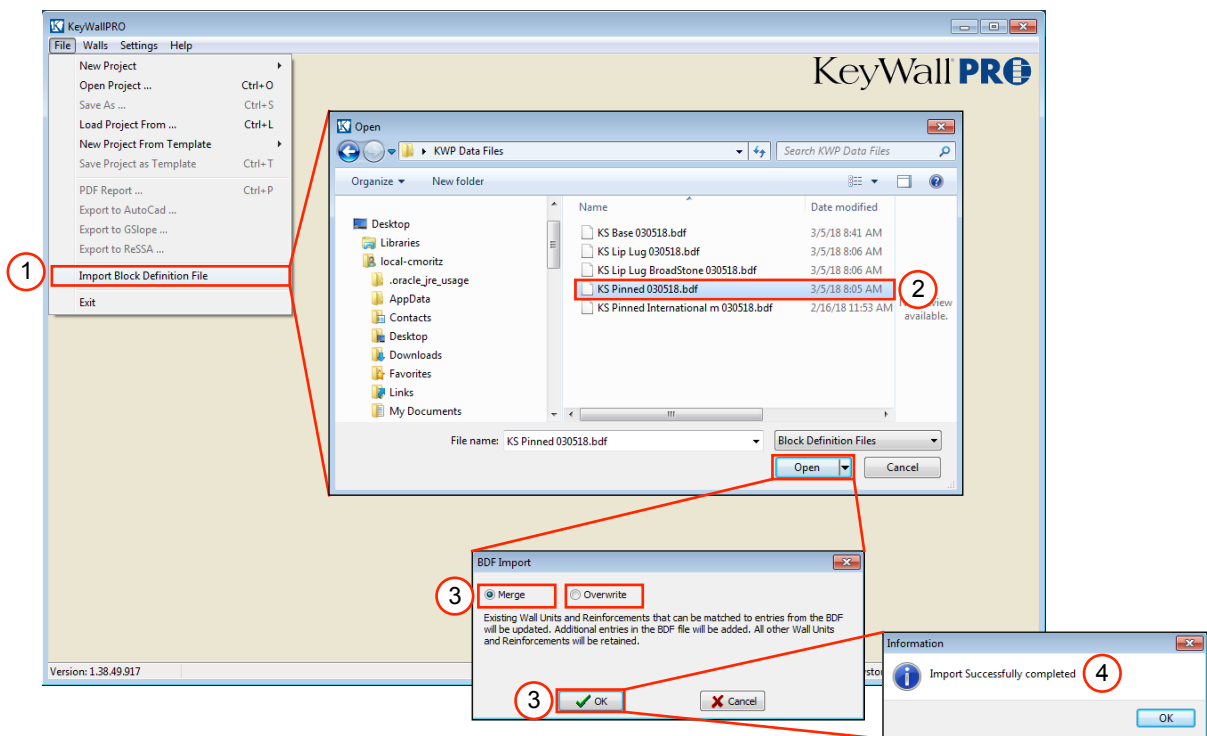 KeyWallPRO
File Walls Settings Help
KeyWall PRO
New Project
Open Project ... Ctrl+O
Save As ... Ctrl+S
Load Project From ... Ctrl+L
New Project From Template
Save Project as Template Ctrl+T
PDF Report ... Ctrl+P
Export to AutoCad ...
Export to GSlope ...
Export to ReSSA ...
1
Import Block Definition File
Exit
Open
KWP Data Files
Search KWP Data Files
Organize New folder
Name Date modified
Desktop
Libraries
local-cmoritz
.oracle_jre_usage
AppData
Contacts
Desktop
Downloads
Favorites
Links
My Documents
KS Base 030518.bdf 3/5/18 8:41 AM
KS Lip Lug 030518.bdf 3/5/18 8:06 AM
KS Lip Lug BroadStone 030518.bdf 3/5/18 8:06 AM
KS Pinned 030518.bdf 3/5/18 8:05 AM
2
KS Pinned International m 030518.bdf 2/16/18 11:53 AM
available.
File name: KS Pinned 030518.bdf Block Definition Files
Open Cancel
BDF Import
3
Merge Overwrite
Existing Wall Units and Reinforcements that can be matched to entries from the BDF
will be updated. Additional entries in the BDF file will be added. All other Wall Units
and Reinforcements will be retained.
3
OK Cancel
Information
Import Successfully completed
4
OK
Version: 1.38.49.917